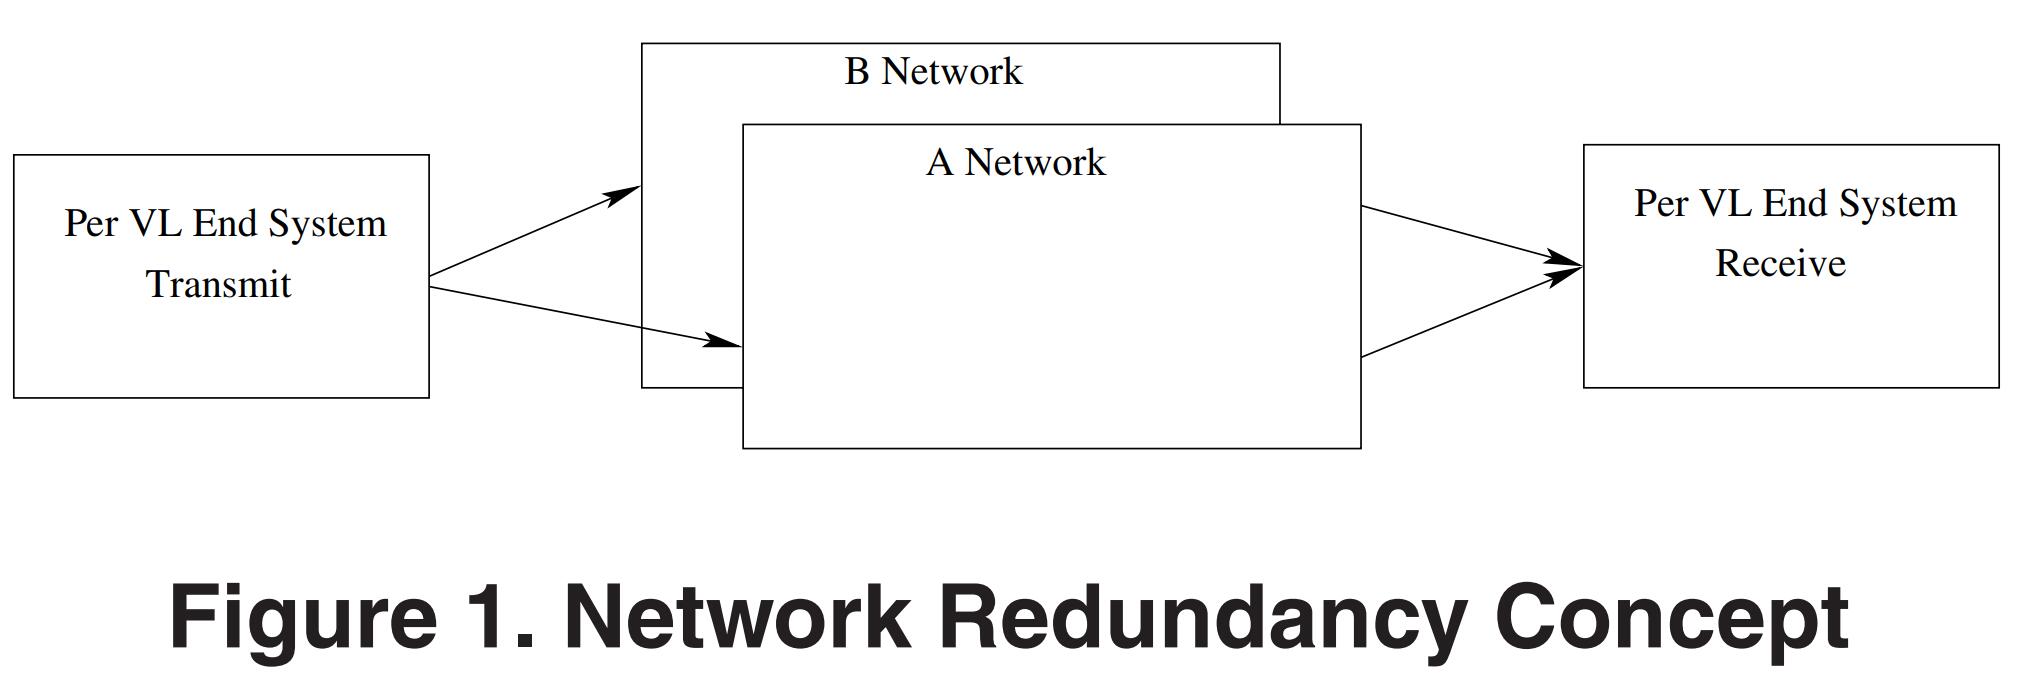 B Network
A Network
Per VL End System
Transmit
Per VL End System
Receive
Figure 1. Network Redundancy Concept